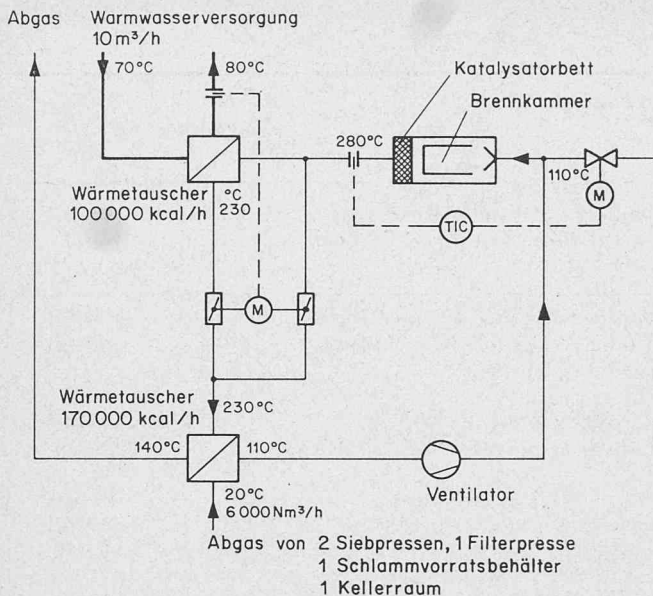 Abgas
Warmwasserversorgung
10 m³/h
70°C
80°C
Katalysatorbett
Brennkammer
280°C
110°C
M
TIC
Wärmetauscher
100 000 kcal/h
°C
230
M
Wärmetauscher
170 000 kcal/h
230°C
140°C
110°C
20°C
6 000 Nm³/h
Ventilator
Abgas von 2 Siebpressen, 1 Filterpresse
1 Schlammvorratsbehälter
1 Kellerraum